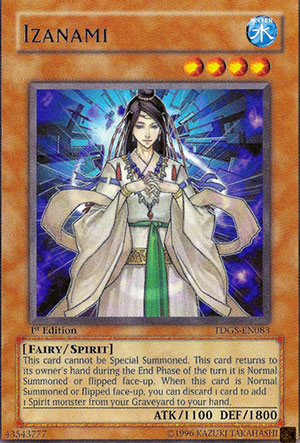 IZANAMI
WATER
水
1st Edition
TDGS-EN083
[FAIRY/SPIRIT]
This card cannot be Special Summoned. This card returns to
its owner's hand during the End Phase of the turn it is Normal
Summoned or flipped face-up. When this card is Normal
Summoned or flipped face-up, you can discard 1 card to add
1 Spirit monster from your Graveyard to your hand.
ATK/1100 DEF/1800
43543777
©1996 KAZUKI TAKAHASHI